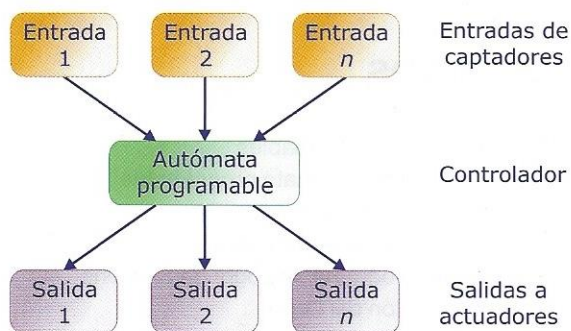 Entrada
1
Entrada
2
Entrada
n
Entradas de
captadores
Autómata
programable
Controlador
Salida
1
Salida
2
Salida
n
Salidas a
actuadores